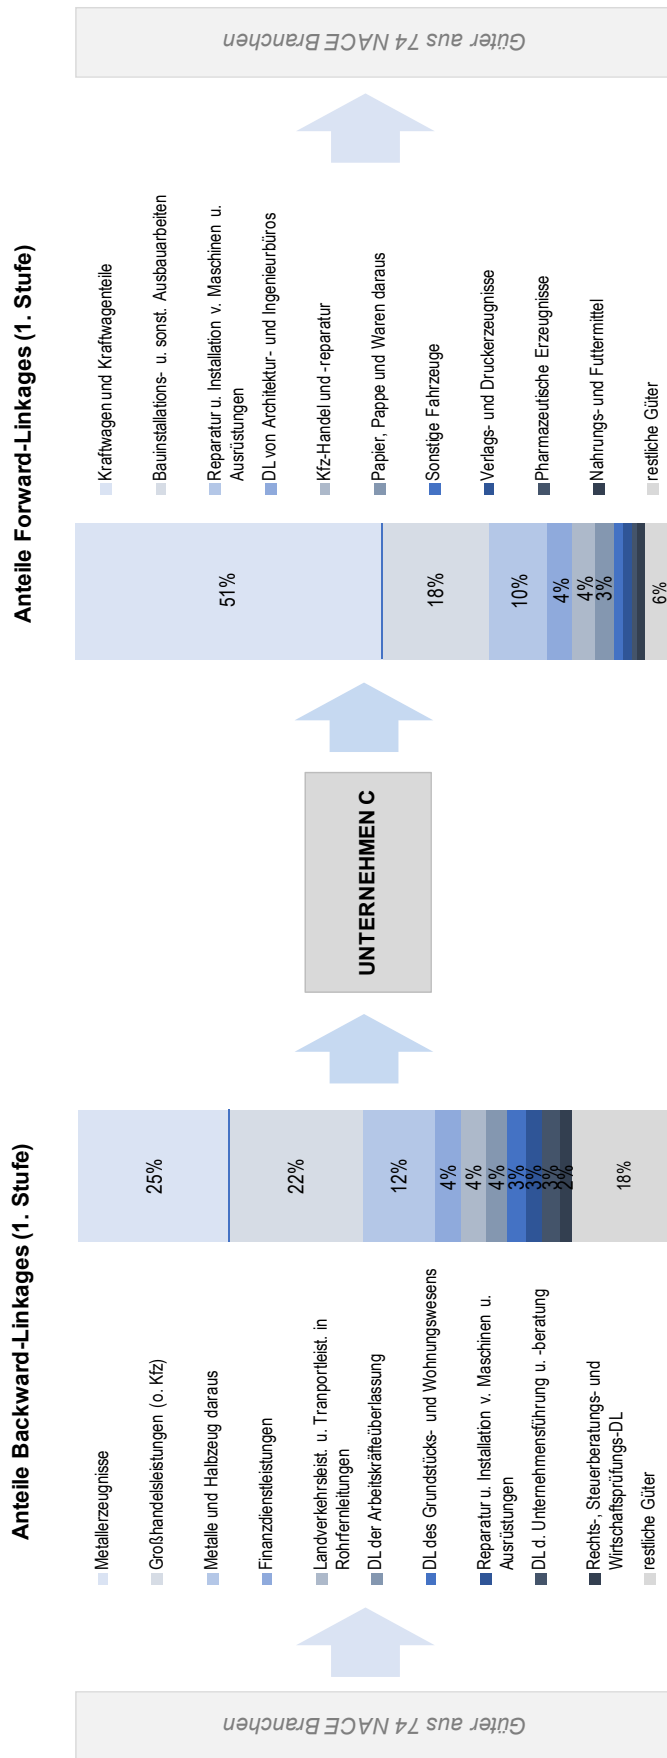 Anteile Backward-Linkages (1. Stufe)
Anteile Forward-Linkages (1. Stufe)
Güter aus 74 NACE Branchen
Metallerzeugnisse
Großhandelsleistungen (o. Kfz)
Metalle und Halbzeug daraus
Finanzdienstleistungen
Landverkehrsleist. u. Tranportleist. in
Rohrfernleitungen
DL der Arbeitskräfteüberlassung
DL des Grundstücks- und Wohnungswesens
Reparatur u. Installation v. Maschinen u.
Ausrüstungen
DL d. Unternehmensführung u. -beratung
Rechts-, Steuerberatungs- und
Wirtschaftsprüfungs-DL
restliche Güter
25%
22%
12%
4%
4%
4%
3%
3%
3%
2%
18%
UNTERNEHMEN C
51%
18%
10%
4%
4%
3%
6%
Kraftwagen und Kraftwagenteile
Bauinstallations- u. sonst. Ausbauarbeiten
Reparatur u. Installation v. Maschinen u.
Ausrüstungen
DL von Architektur- und Ingenieurbüros
Kfz-Handel und -reparatur
Papier, Pappe und Waren daraus
Sonstige Fahrzeuge
Verlags- und Druckerzeugnisse
Pharmazeutische Erzeugnisse
Nahrungs- und Futtermittel
restliche Güter
Güter aus 74 NACE Branchen